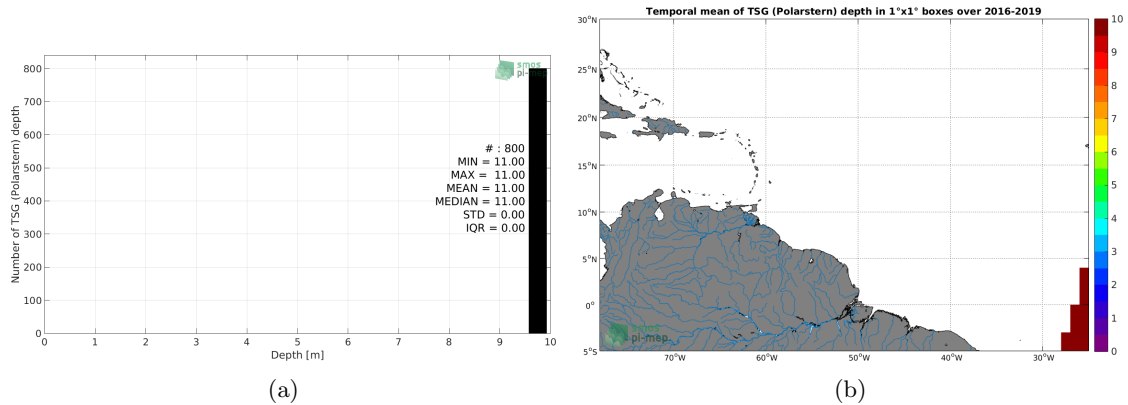 Temporal mean of TSG (Polarstern) depth in 1°x1° boxes over 2016-2019
800
700
600
500
400
300
200
100
0
Number of TSG (Polarstern) depth
smos
pi-mep
# : 800
MIN = 11.00
MAX = 11.00
MEAN = 11.00
MEDIAN = 11.00
STD = 0.00
IQR = 0.00
0 1 2 3 4 5 6 7 8 9 10
Depth [m]
(a)
30°N
25°N
20°N
15°N
10°N
5°N
0°
5°S
70°W 60°W 50°W 40°W 30°W
smos
pi-mep
10
9
8
7
6
5
4
3
2
1
0
(b)